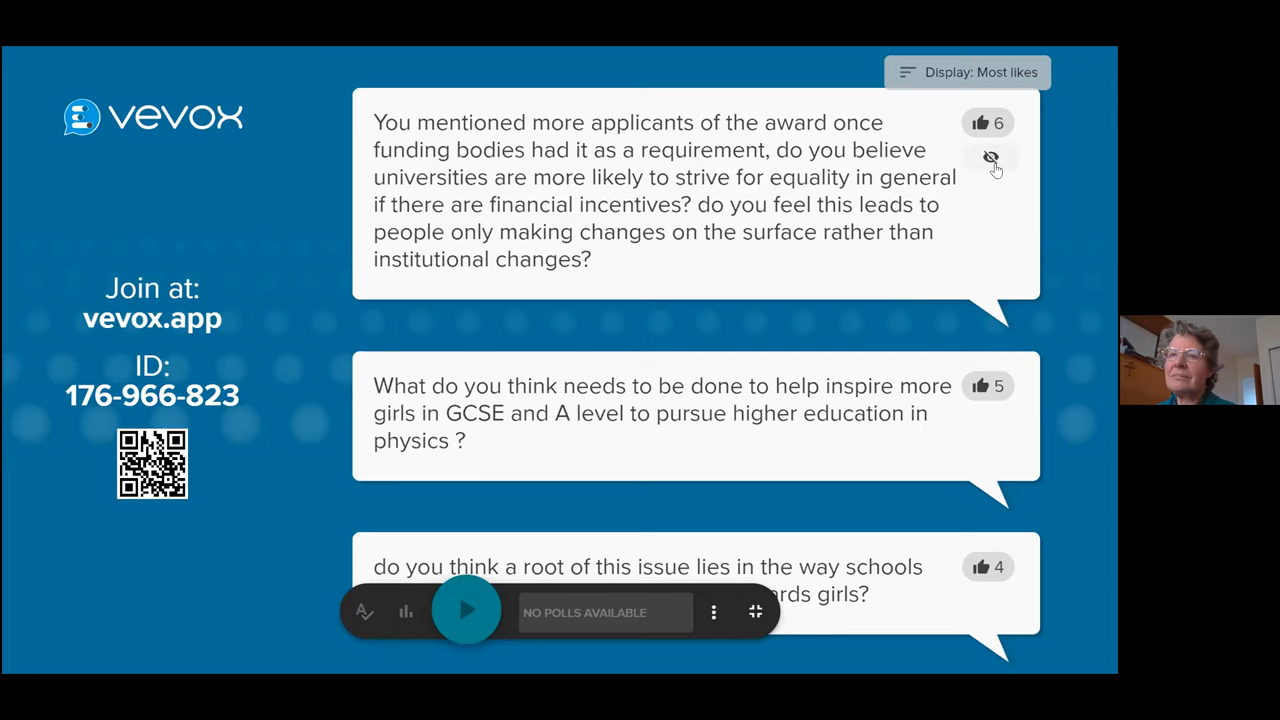 Display: Most likes
vevox
You mentioned more applicants of the award once
funding bodies had it as a requirement, do you believe
universities are more likely to strive for equality in general
if there are financial incentives? do you feel this leads to
people only making changes on the surface rather than
institutional changes?
6
Join at:
vevox.app
ID:
176-966-823
What do you think needs to be done to help inspire more
girls in GCSE and A level to pursue higher education in
physics ?
5
do you think a root of this issue lies in the way schools
girls?
4
NO POLLS AVAILABLE